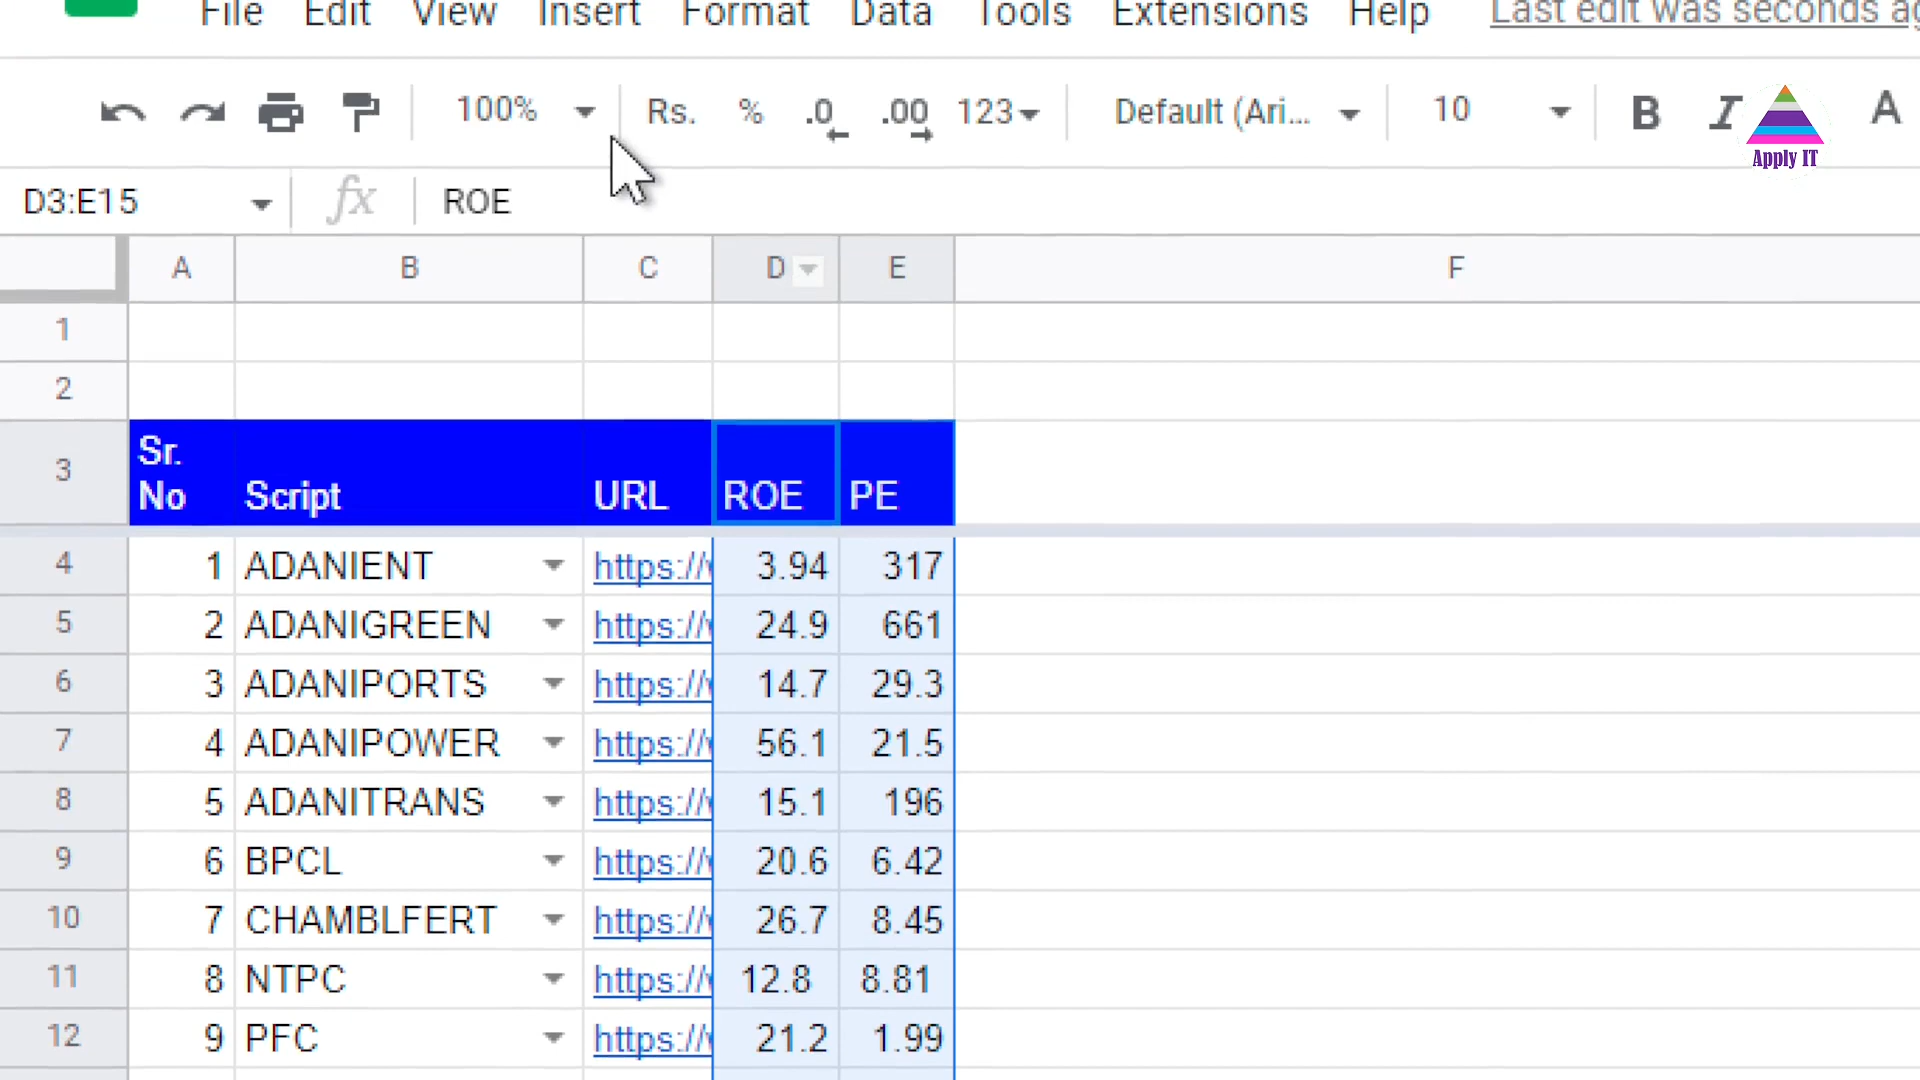 File Edit View Insert Format Data Tools Extensions Help Last edit was seconds
100% Rs. % .0 .00 123 Default (Ari... 10 B I A
Apply IT
D3:E15 fx ROE
A B C D E F
1
2
3 Sr. No Script URL ROE PE
4 1 ADANIENT https:// 3.94 317
5 2 ADANIGREEN https:// 24.9 661
6 3 ADANIPORTS https:// 14.7 29.3
7 4 ADANIPOWER https:// 56.1 21.5
8 5 ADANITRANS https:// 15.1 196
9 6 BPCL https:// 20.6 6.42
10 7 CHAMBLFERT https:// 26.7 8.45
11 8 NTPC https:// 12.8 8.81
12 9 PFC https:// 21.2 1.99